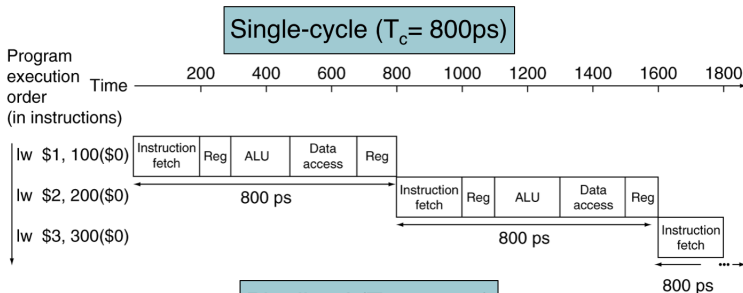 Single-cycle (Tc= 800ps)
Program
execution
order
(in instructions)
Time
200 400 600 800 1000 1200 1400 1600 1800
lw $1, 100($0)
Instruction
fetch
Reg
ALU
Data
access
Reg
800 ps
lw $2, 200($0)
Instruction
fetch
Reg
ALU
Data
access
Reg
800 ps
lw $3, 300($0)
Instruction
fetch
...
800 ps